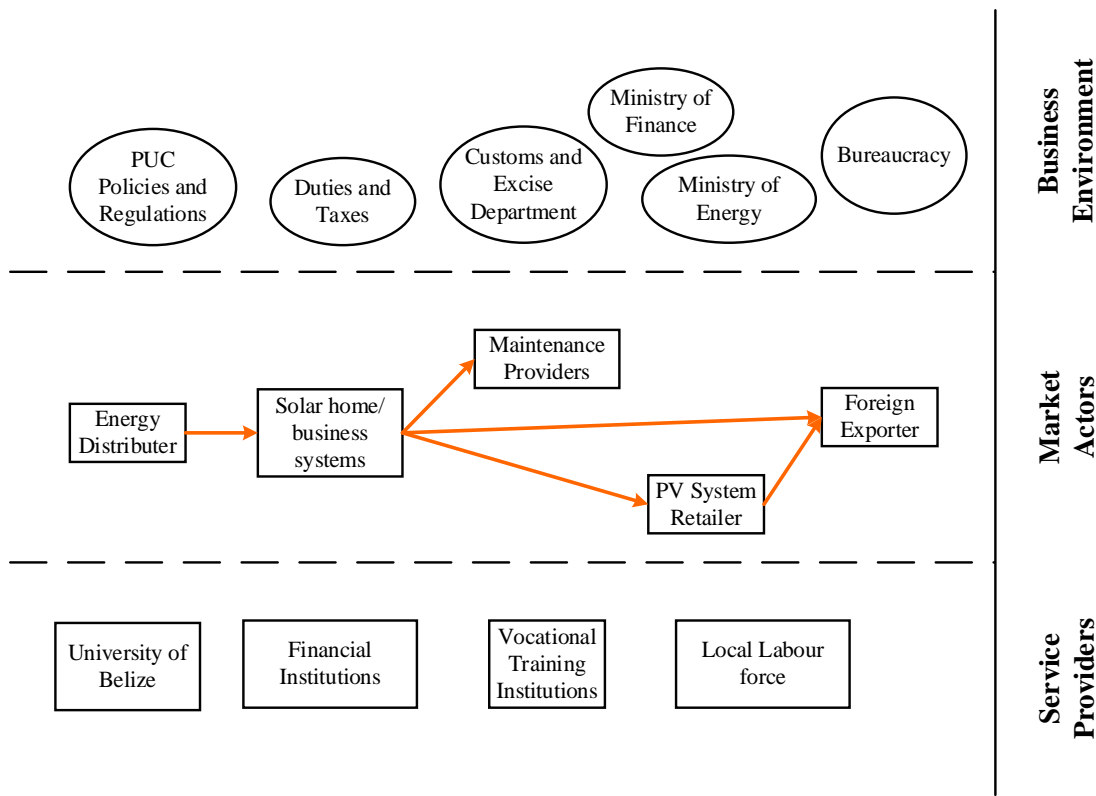 PUC
Policies and
Regulations
Duties and
Taxes
Customs and
Excise
Department
Ministry of
Finance
Ministry of
Energy
Bureaucracy
Business
Environment
Energy
Distributer
Solar home/
business
systems
Maintenance
Providers
PV System
Retailer
Foreign
Exporter
Market
Actors
University of
Belize
Financial
Institutions
Vocational
Training
Institutions
Local Labour
force
Service
Providers